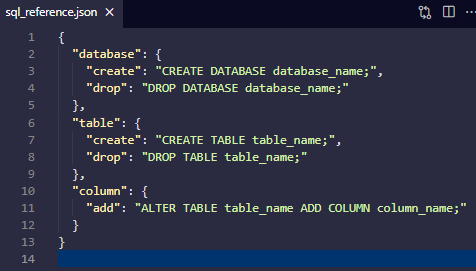 sql_reference.json
1 {
2   "database": {
3     "create": "CREATE DATABASE database_name;",
4     "drop": "DROP DATABASE database_name;"
5   },
6   "table": {
7     "create": "CREATE TABLE table_name;",
8     "drop": "DROP TABLE table_name;"
9   },
10   "column": {
11     "add": "ALTER TABLE table_name ADD COLUMN column_name;"
12   }
13 }
14